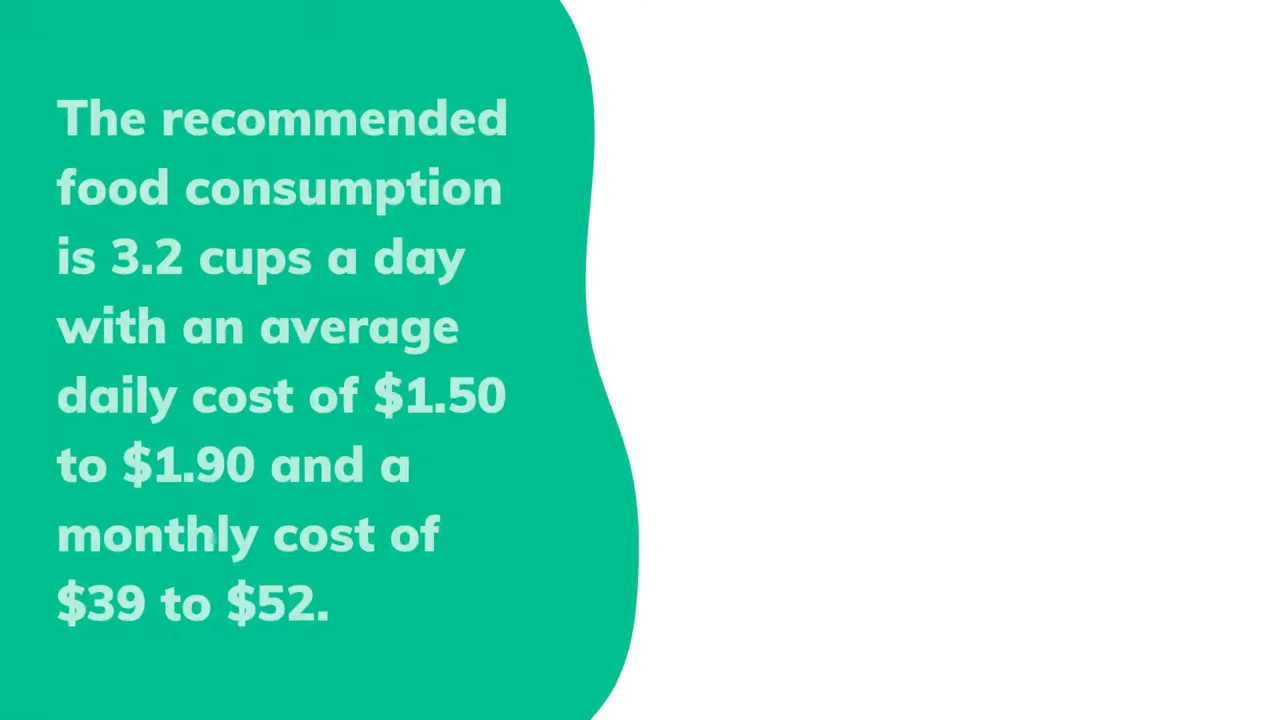 The recommended
food consumption
is 3.2 cups a day
with an average
daily cost of $1.50
to $1.90 and a
monthly cost of
$39 to $52.